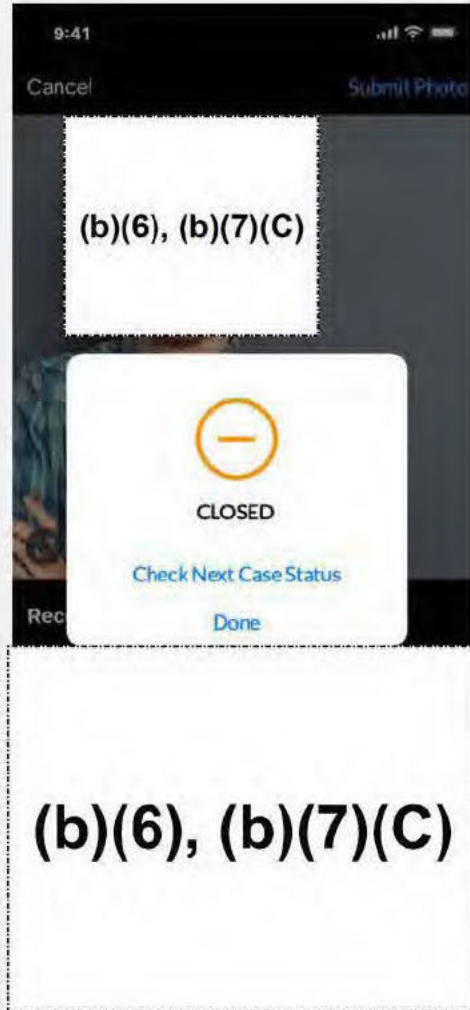 9:41
Cancel Submit Photo
(b)(6), (b)(7)(C)
CLOSED
Check Next Case Status
Rec
Done
(b)(6), (b)(7)(C)